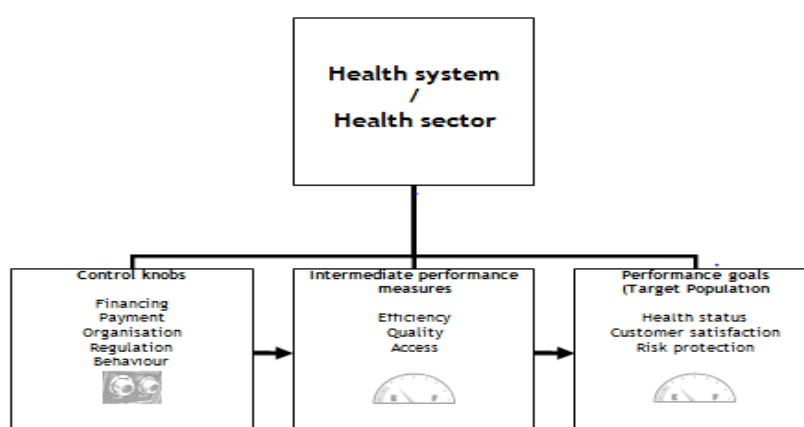 Health system
/
Health sector
Control knobs
Financing
Payment
Organisation
Regulation
Behaviour
Intermediate performance
measures
Efficiency
Quality
Access
E F
Performance goals
(Target Population
Health status
Customer satisfaction
Risk protection
E F